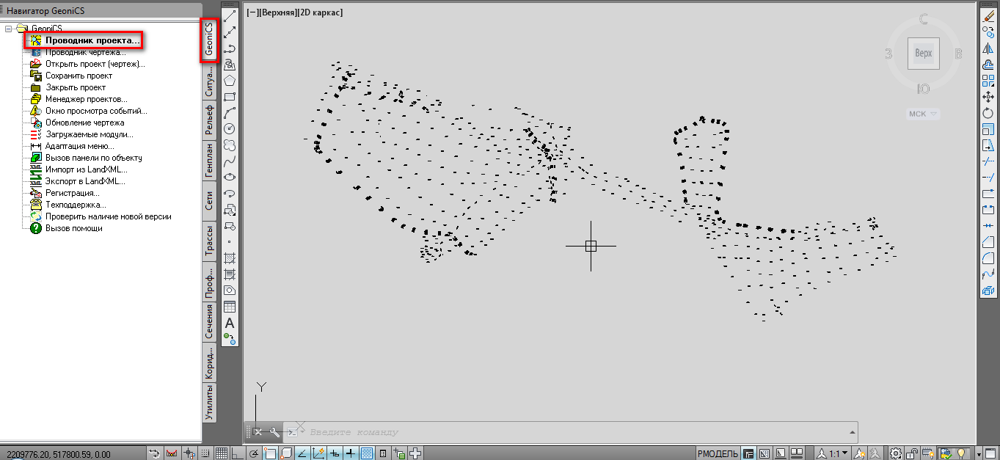 Навигатор GeoniCS
GeoniCS
Проводник проекта...
Проводник чертежа...
Открыть проект (чертеж)...
Сохранить проект
Закрыть проект
Менеджер проектов...
Окно просмотра событий...
Обновление чертежа
Загружаемые модули...
Адаптация меню...
Вызов панели по объекту
Импорт из LandXML...
Экспорт в LandXML...
Регистрация...
Техподдержка...
Проверить наличие новой версии
Вызов помощи
GeoniCS
Ситуа...
Рельеф
Генплан
Сети
Трассы
Проф...
Сечения
Корид...
Утилиты
A
[−][Верхняя][2D каркас]
С
З
Верх
В
Ю
МСК
Y
X
Введите команду
2209776.20, 517800.59, 0.00
РМОДЕЛЬ
1:1